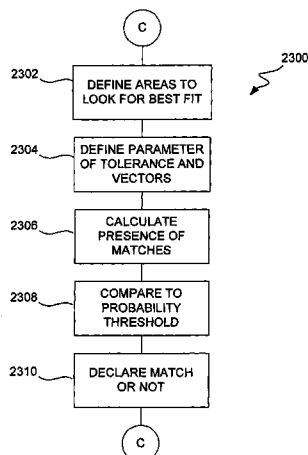 C
2300
2302
DEFINE AREAS TO
LOOK FOR BEST FIT
2304
DEFINE PARAMETER
OF TOLERANCE AND
VECTORS
2306
CALCULATE
PRESENCE OF
MATCHES
2308
COMPARE TO
PROBABILITY
THRESHOLD
2310
DECLARE MATCH
OR NOT
C